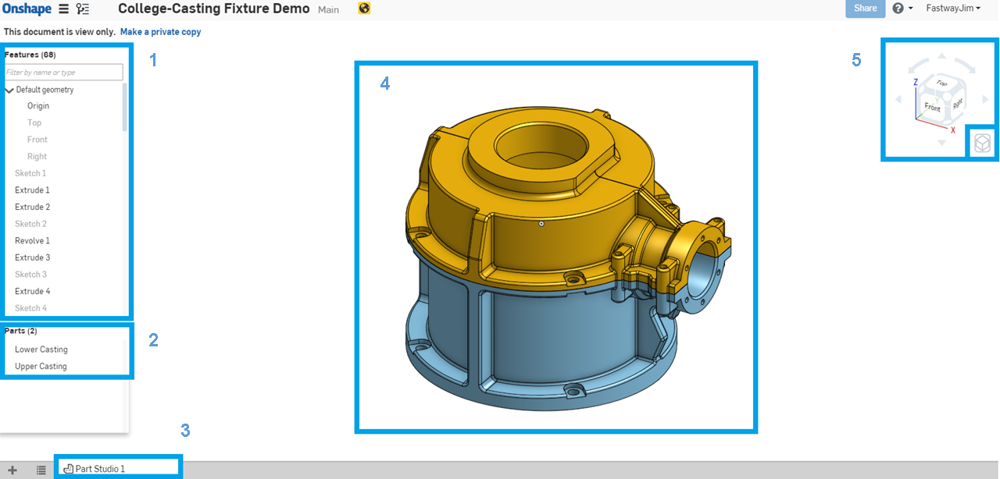 Onshape College-Casting Fixture Demo Main Share FastwayJim
This document is view only. Make a private copy
1
Features (68)
Filter by name or type
Default geometry
Origin
Top
Front
Right
Sketch 1
Extrude 1
Extrude 2
Sketch 2
Revolve 1
Extrude 3
Sketch 3
Extrude 4
Sketch 4
2
Parts (2)
Lower Casting
Upper Casting
3
Part Studio 1
4
5
Z
Top
Y
Front
Right
X